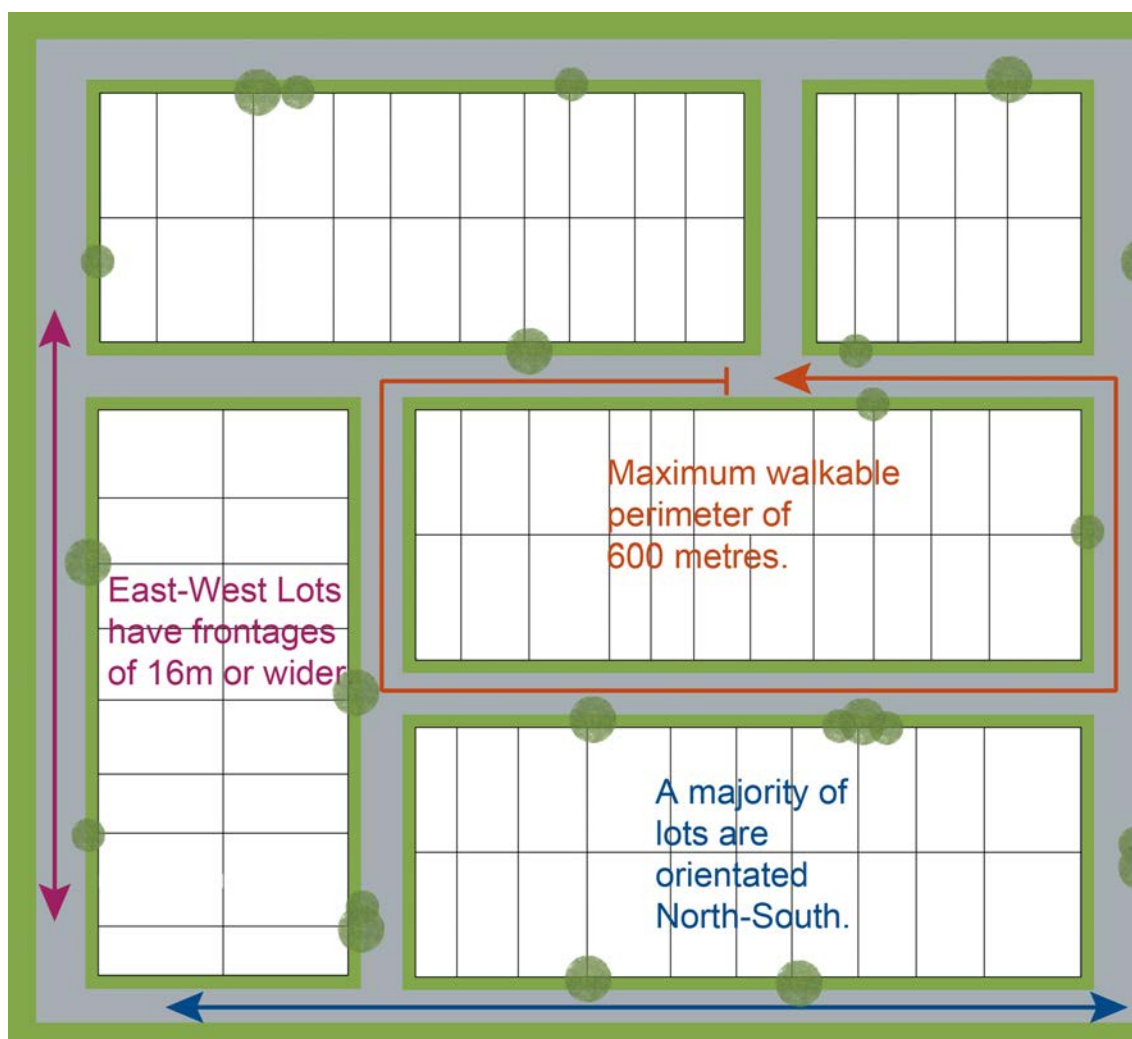 Maximum walkable
perimeter of
600 metres.
East-West Lots
have frontages
of 16m or wider.
A majority of
lots are
orientated
North-South.